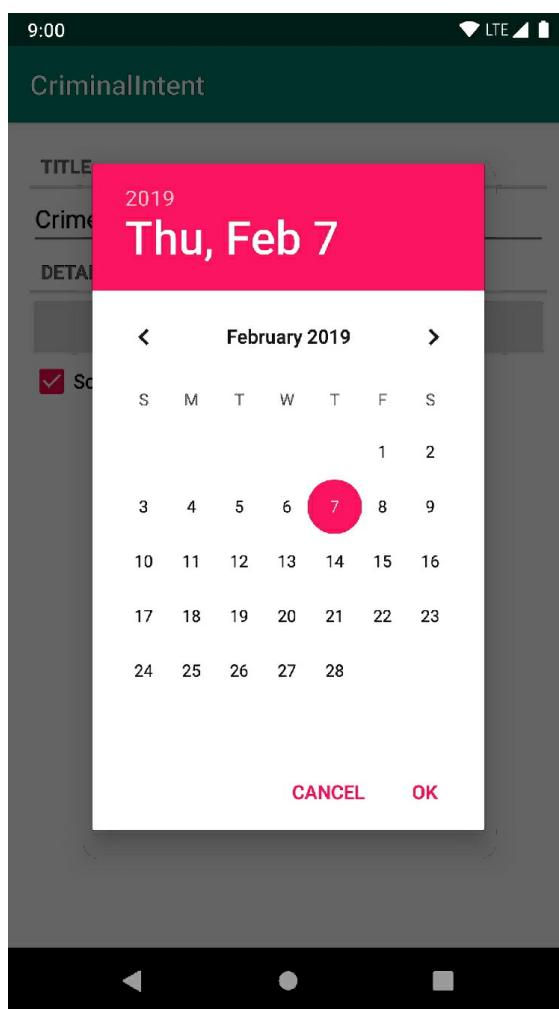 9:00 LTE
CriminalIntent
TITLE
Crime
DETAI
So
2019
Thu, Feb 7
February 2019
S M T W T F S
1 2
3 4 5 6 7 8 9
10 11 12 13 14 15 16
17 18 19 20 21 22 23
24 25 26 27 28
CANCEL OK